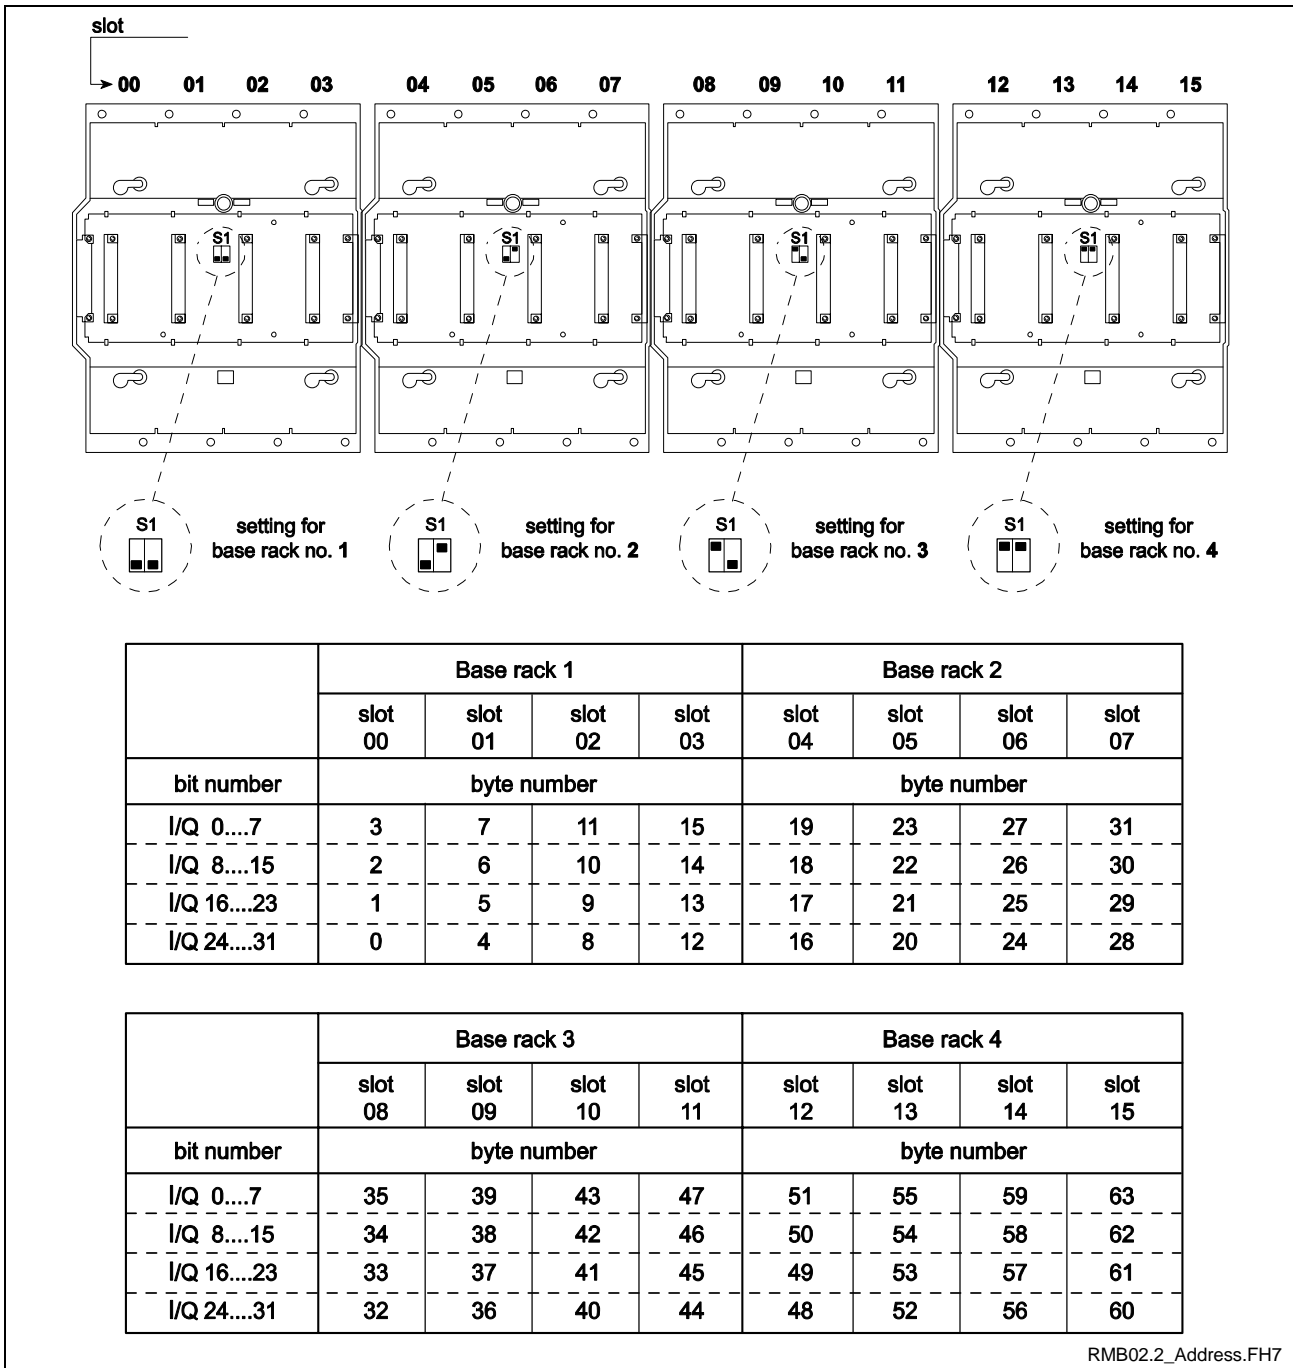 slot
00 01 02 03 04 05 06 07 08 09 10 11 12 13 14 15
S1 S1 S1 S1
S1 setting for base rack no. 1
S1 setting for base rack no. 2
S1 setting for base rack no. 3
S1 setting for base rack no. 4
Base rack 1 Base rack 2
slot slot slot slot slot slot slot slot
00 01 02 03 04 05 06 07
bit number byte number byte number
I/Q 0....7 3 7 11 15 19 23 27 31
I/Q 8....15 2 6 10 14 18 22 26 30
I/Q 16....23 1 5 9 13 17 21 25 29
I/Q 24....31 0 4 8 12 16 20 24 28
Base rack 3 Base rack 4
slot slot slot slot slot slot slot slot
08 09 10 11 12 13 14 15
bit number byte number byte number
I/Q 0....7 35 39 43 47 51 55 59 63
I/Q 8....15 34 38 42 46 50 54 58 62
I/Q 16....23 33 37 41 45 49 53 57 61
I/Q 24....31 32 36 40 44 48 52 56 60
RMB02.2_Address.FH7